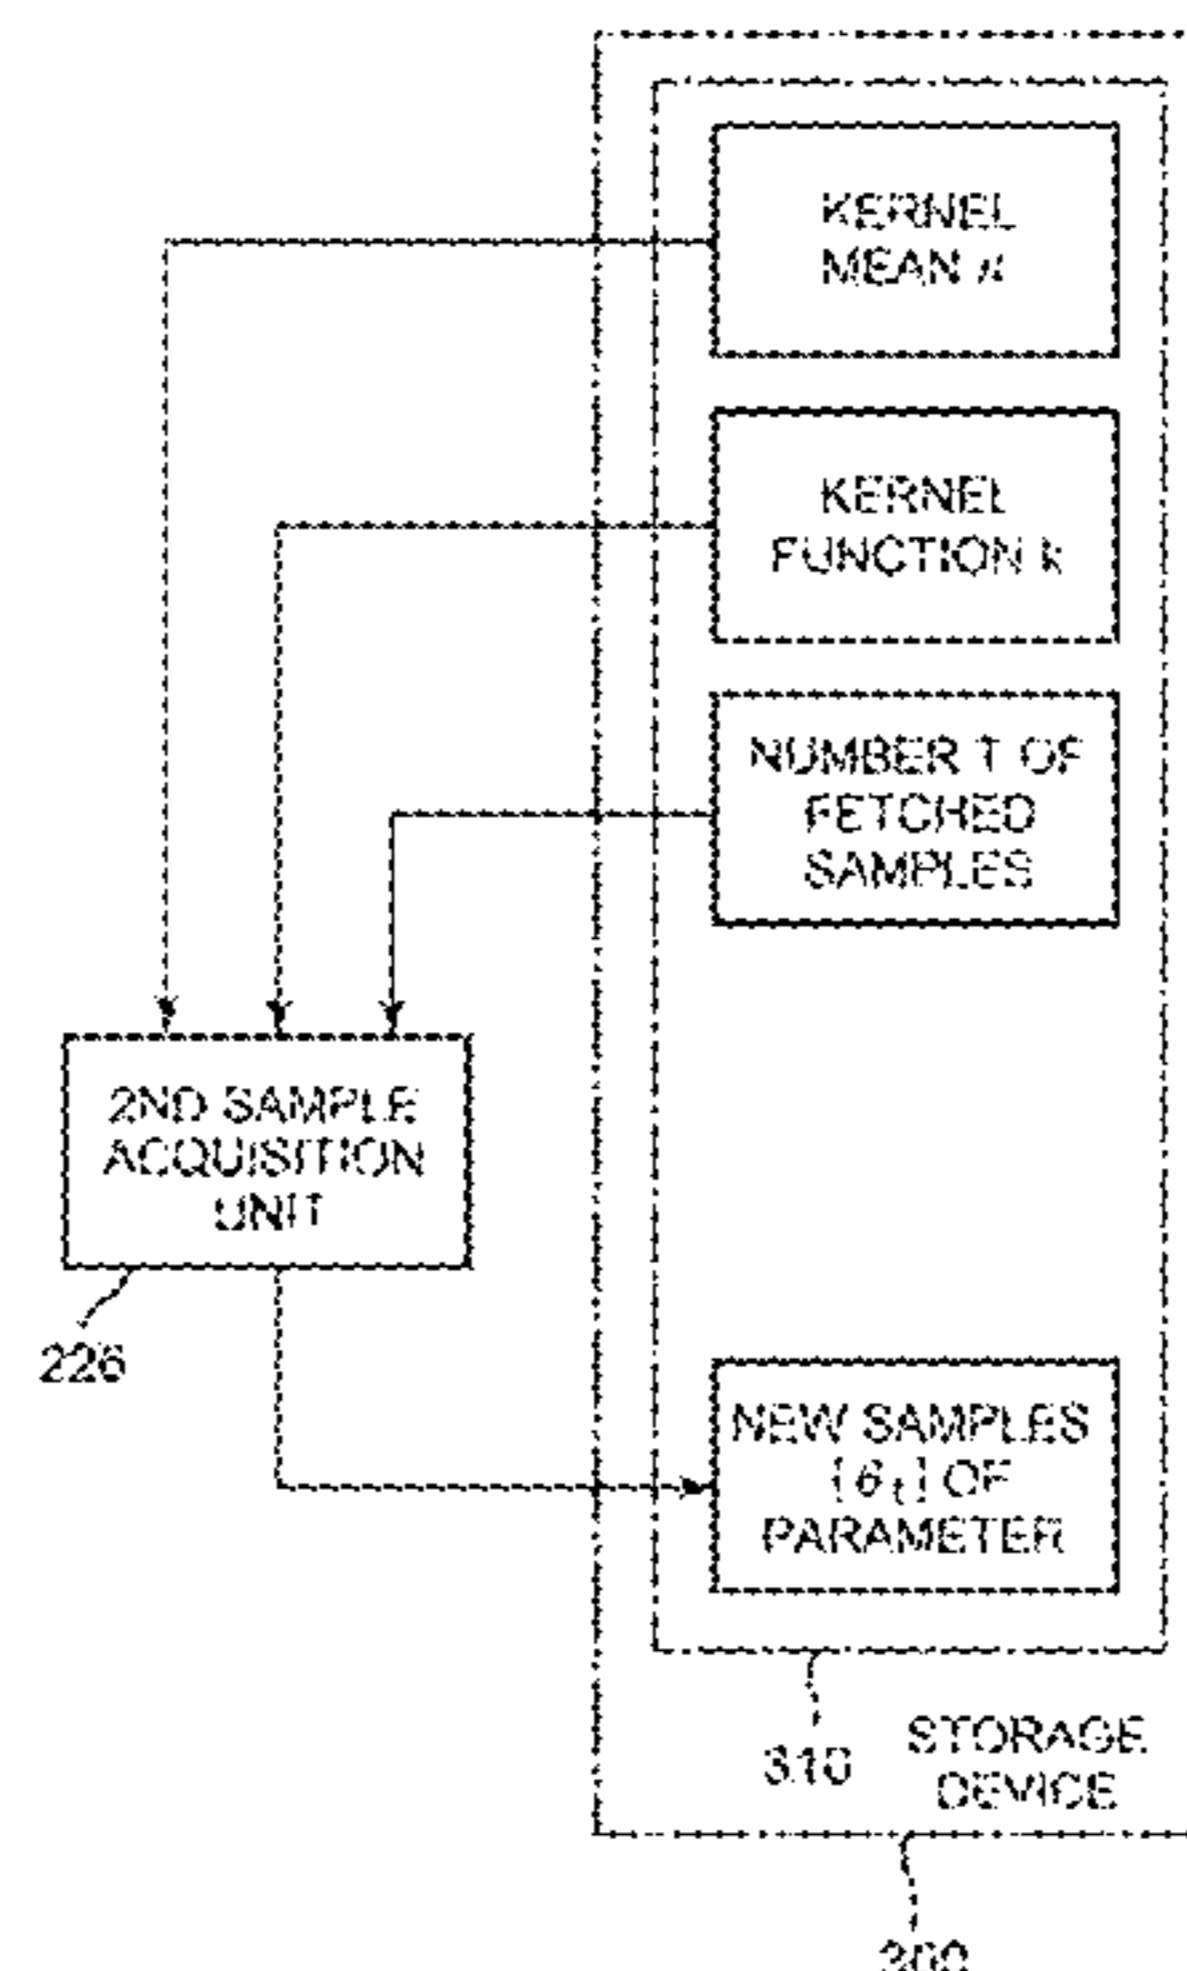 KERNEL
MEAN μ
KERNEL
FUNCTION k
NUMBER T OF
FETCHED
SAMPLES
2ND SAMPLE
ACQUISITION
UNIT
226
NEW SAMPLES
{θt} OF
PARAMETER
310
STORAGE
DEVICE
300